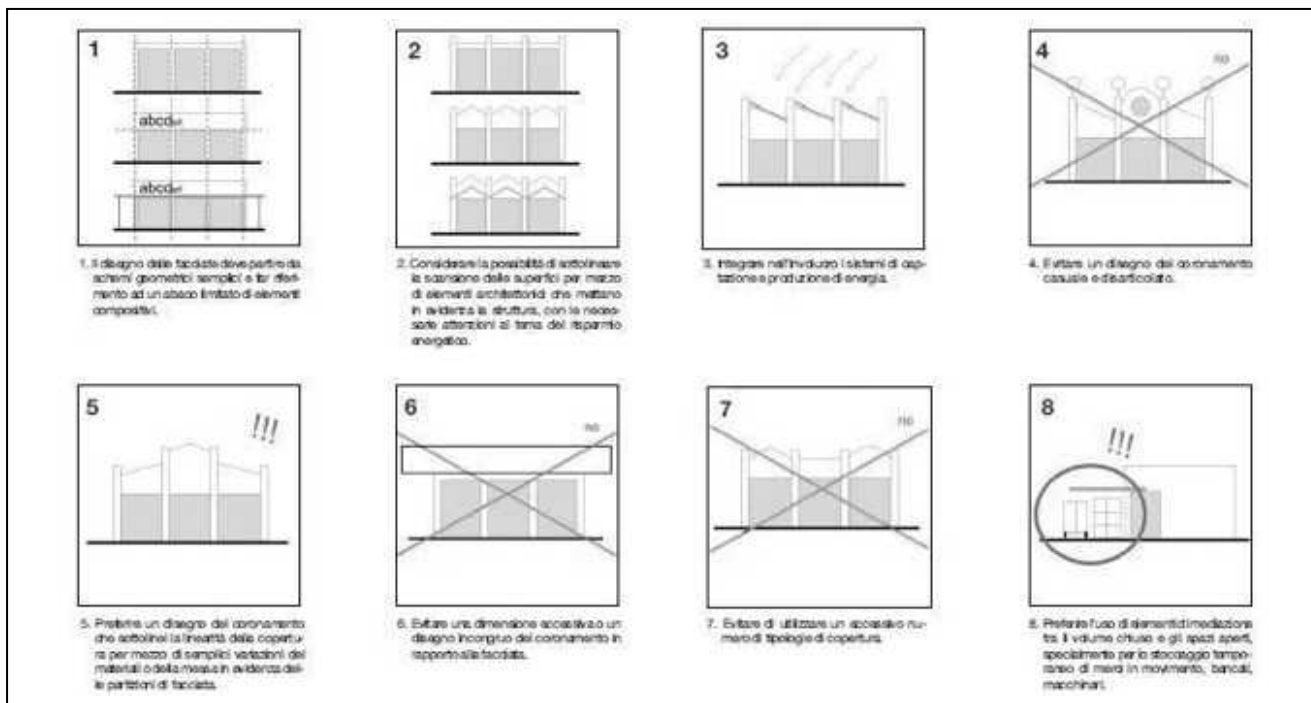 1
abcd
abcd
1. Il disegno delle facciate deve partire da
schemi geometrici semplici e far riferi-
mento ad un abaco limitato di elementi
compositivi.
2
2. Considerare la possibilità di sottolineare
la scansione delle superfici per mezzo
di elementi architettonici che mettano
in evidenza la struttura, con le neces-
sarie attenzioni al tema del risparmio
energetico.
3
3. Integrare nell'involucro i sistemi di cap-
tazione e produzione di energia.
4
no
4. Evitare un disegno del coronamento
casuale e disarticolato.
5
!!!
5. Preferire un disegno del coronamento
che sottolinei la linearità della copertu-
ra per mezzo di semplici variazioni dei
materiali o della messa in evidenza del-
le partizioni di facciata.
6
no
6. Evitare una dimensione eccessiva o un
disegno incongruo del coronamento in
rapporto alla facciata.
7
no
7. Evitare di utilizzare un eccessivo nu-
mero di tipologie di copertura.
8
!!!
8. Preferire l'uso di elementi di mediazione
tra il volume chiuso e gli spazi aperti,
specialmente per lo stoccaggio tempo-
raneo di merci in movimento, bancali,
macchinari.